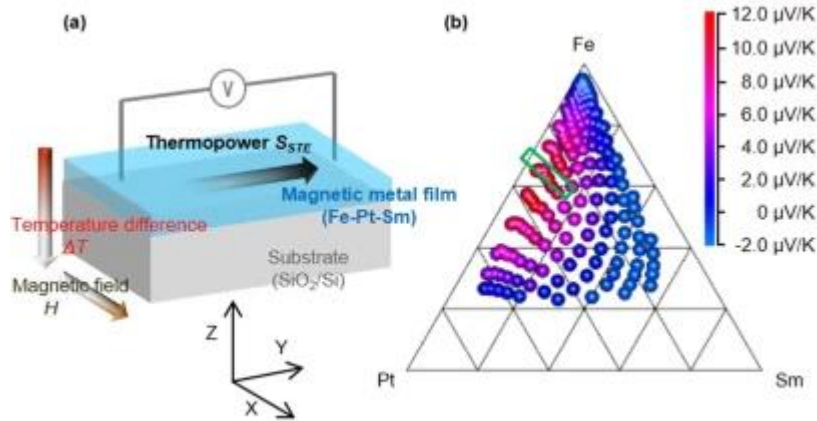 (a)
V
Thermopower S_STE
Magnetic metal film
(Fe-Pt-Sm)
Temperature difference
ΔT
Substrate
(SiO₂/Si)
Magnetic field
H
Z
Y
X
(b)
Fe
Pt
Sm
12.0 µV/K
10.0 µV/K
8.0 µV/K
6.0 µV/K
4.0 µV/K
2.0 µV/K
0 µV/K
-2.0 µV/K